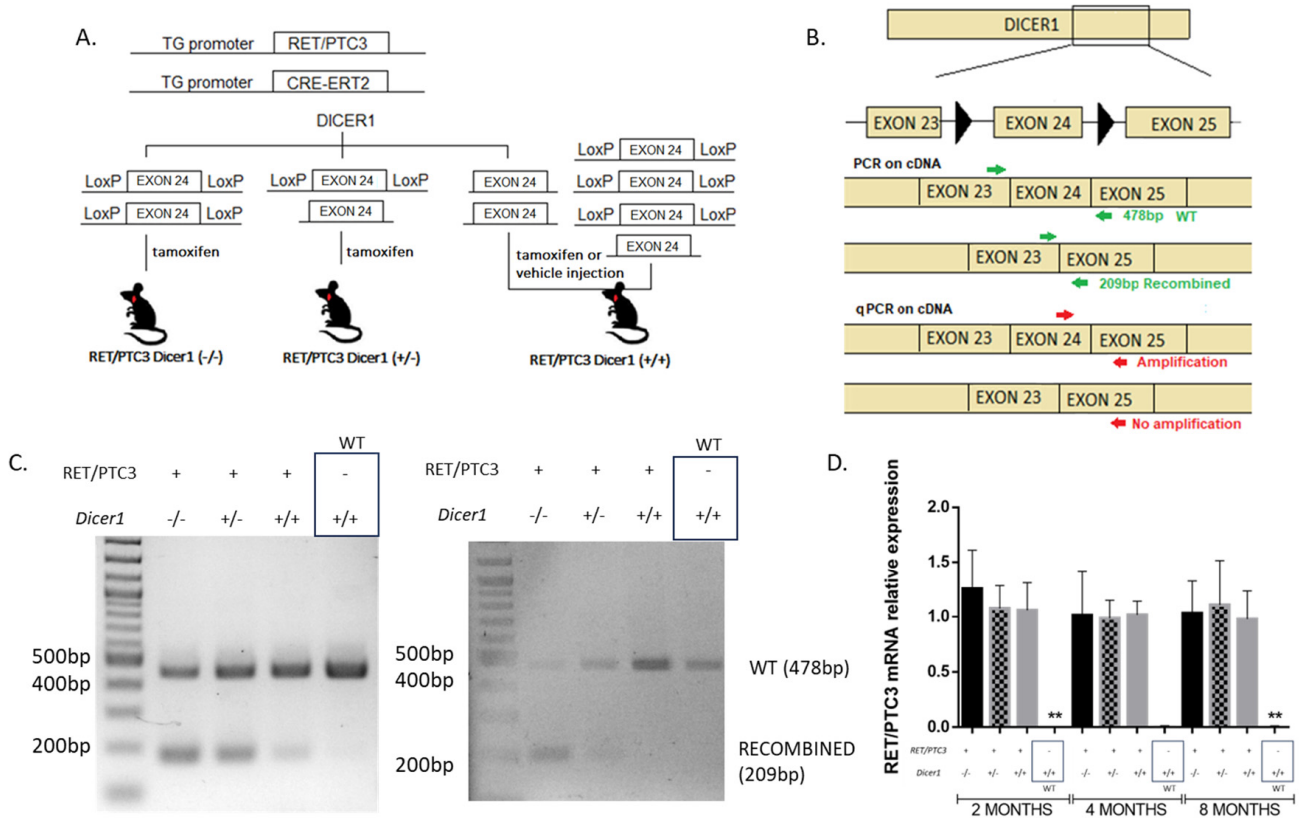 A.
TG promoter RET/PTC3
TG promoter CRE-ERT2
DICER1
LoxP EXON 24 LoxP
LoxP EXON 24 LoxP
tamoxifen
RET/PTC3 Dicer1 (-/-)
LoxP EXON 24 LoxP
EXON 24
tamoxifen
RET/PTC3 Dicer1 (+/-)
EXON 24
EXON 24
LoxP EXON 24 LoxP
LoxP EXON 24 LoxP
LoxP EXON 24 LoxP
EXON 24
tamoxifen or
vehicle injection
RET/PTC3 Dicer1 (+/+)
B.
DICER1
EXON 23 EXON 24 EXON 25
PCR on cDNA
EXON 23 EXON 24 EXON 25
478bp WT
EXON 23 EXON 25
209bp Recombined
qPCR on cDNA
EXON 23 EXON 24 EXON 25
Amplification
EXON 23 EXON 25
No amplification
C.
WT
RET/PTC3 + + + -
Dicer1 -/- +/- +/+ +/+
500bp
400bp
200bp
WT
RET/PTC3 + + + -
Dicer1 -/- +/- +/+ +/+
500bp
400bp
200bp
WT (478bp)
RECOMBINED
(209bp)
D.
RET/PTC3 mRNA relative expression
2.0
1.5
1.0
0.5
0.0
** **
RET/PTC3 + + + - + + + - + + + -
Dicer1 -/- +/- +/+ +/+ -/- +/- +/+ +/+ -/- +/- +/+ +/+
WT WT WT
2 MONTHS 4 MONTHS 8 MONTHS